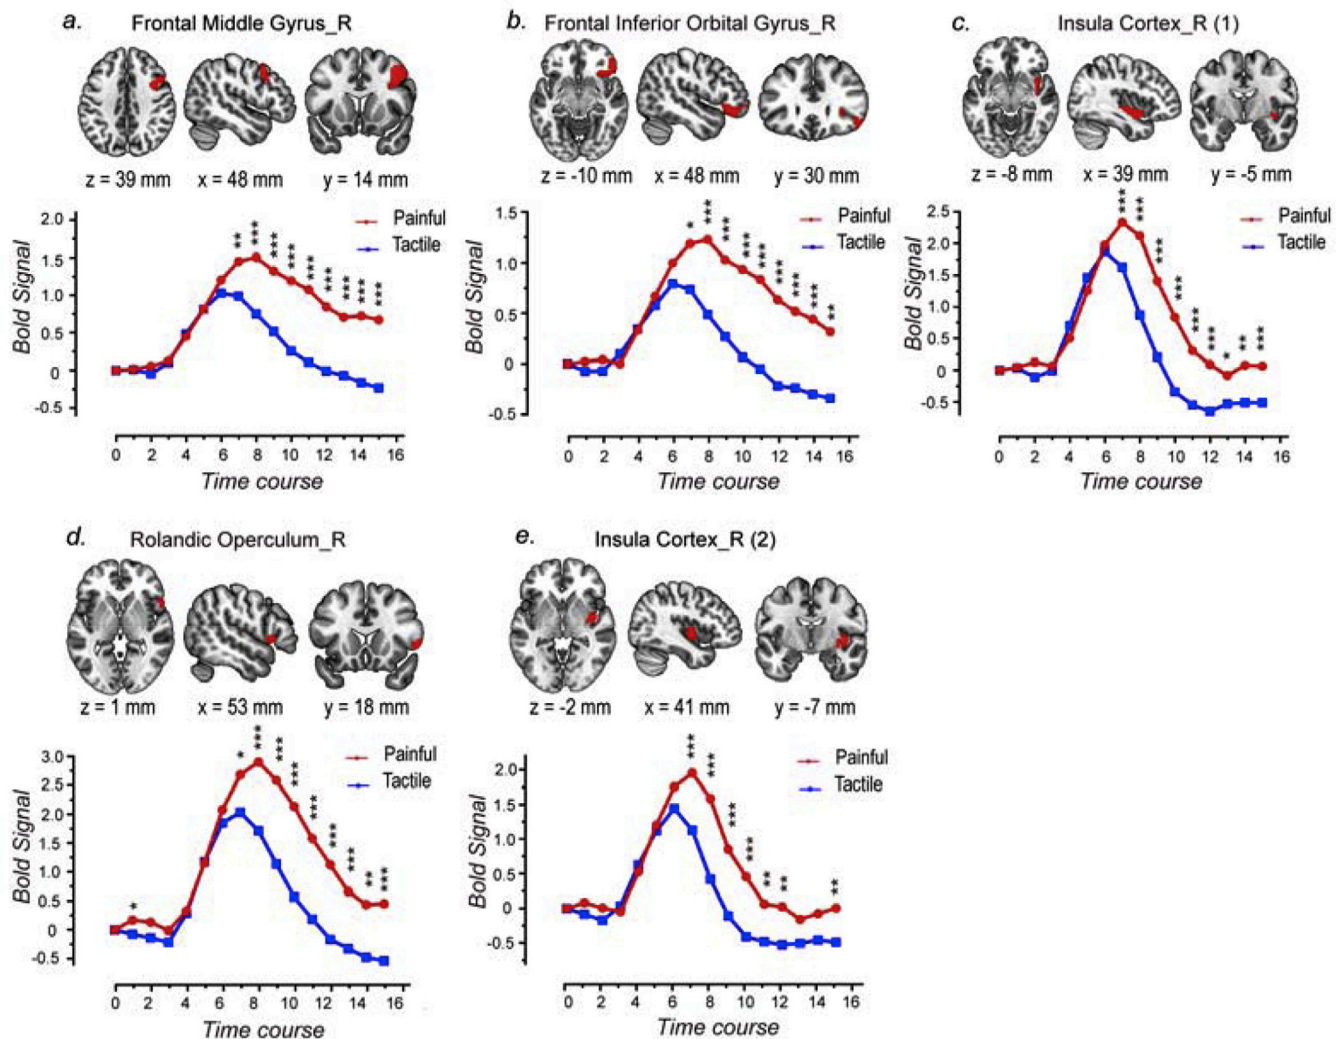 a. Frontal Middle Gyrus_R
z = 39 mm x = 48 mm y = 14 mm
Painful
Tactile
Bold Signal
2.0
1.5
1.0
0.5
0
-0.5
** *** *** *** *** *** *** *** ***
0 2 4 6 8 10 12 14 16
Time course
b. Frontal Inferior Orbital Gyrus_R
z = -10 mm x = 48 mm y = 30 mm
Painful
Tactile
Bold Signal
1.5
1.0
0.5
0
-0.5
* *** *** *** *** *** *** *** **
0 2 4 6 8 10 12 14 16
Time course
c. Insula Cortex_R (1)
z = -8 mm x = 39 mm y = -5 mm
Painful
Tactile
Bold Signal
2.5
2.0
1.5
1.0
0.5
0
-0.5
*** *** *** *** *** *** * ** ***
0 2 4 6 8 10 12 14 16
Time course
d. Rolandic Operculum_R
z = 1 mm x = 53 mm y = 18 mm
Painful
Tactile
Bold Signal
3.0
2.5
2.0
1.5
1.0
0.5
0
-0.5
* * *** *** *** *** *** *** ** ***
0 2 4 6 8 10 12 14 16
Time course
e. Insula Cortex_R (2)
z = -2 mm x = 41 mm y = -7 mm
Painful
Tactile
Bold Signal
2.0
1.5
1.0
0.5
0
-0.5
*** *** *** *** ** ** **
0 2 4 6 8 10 12 14 16
Time course